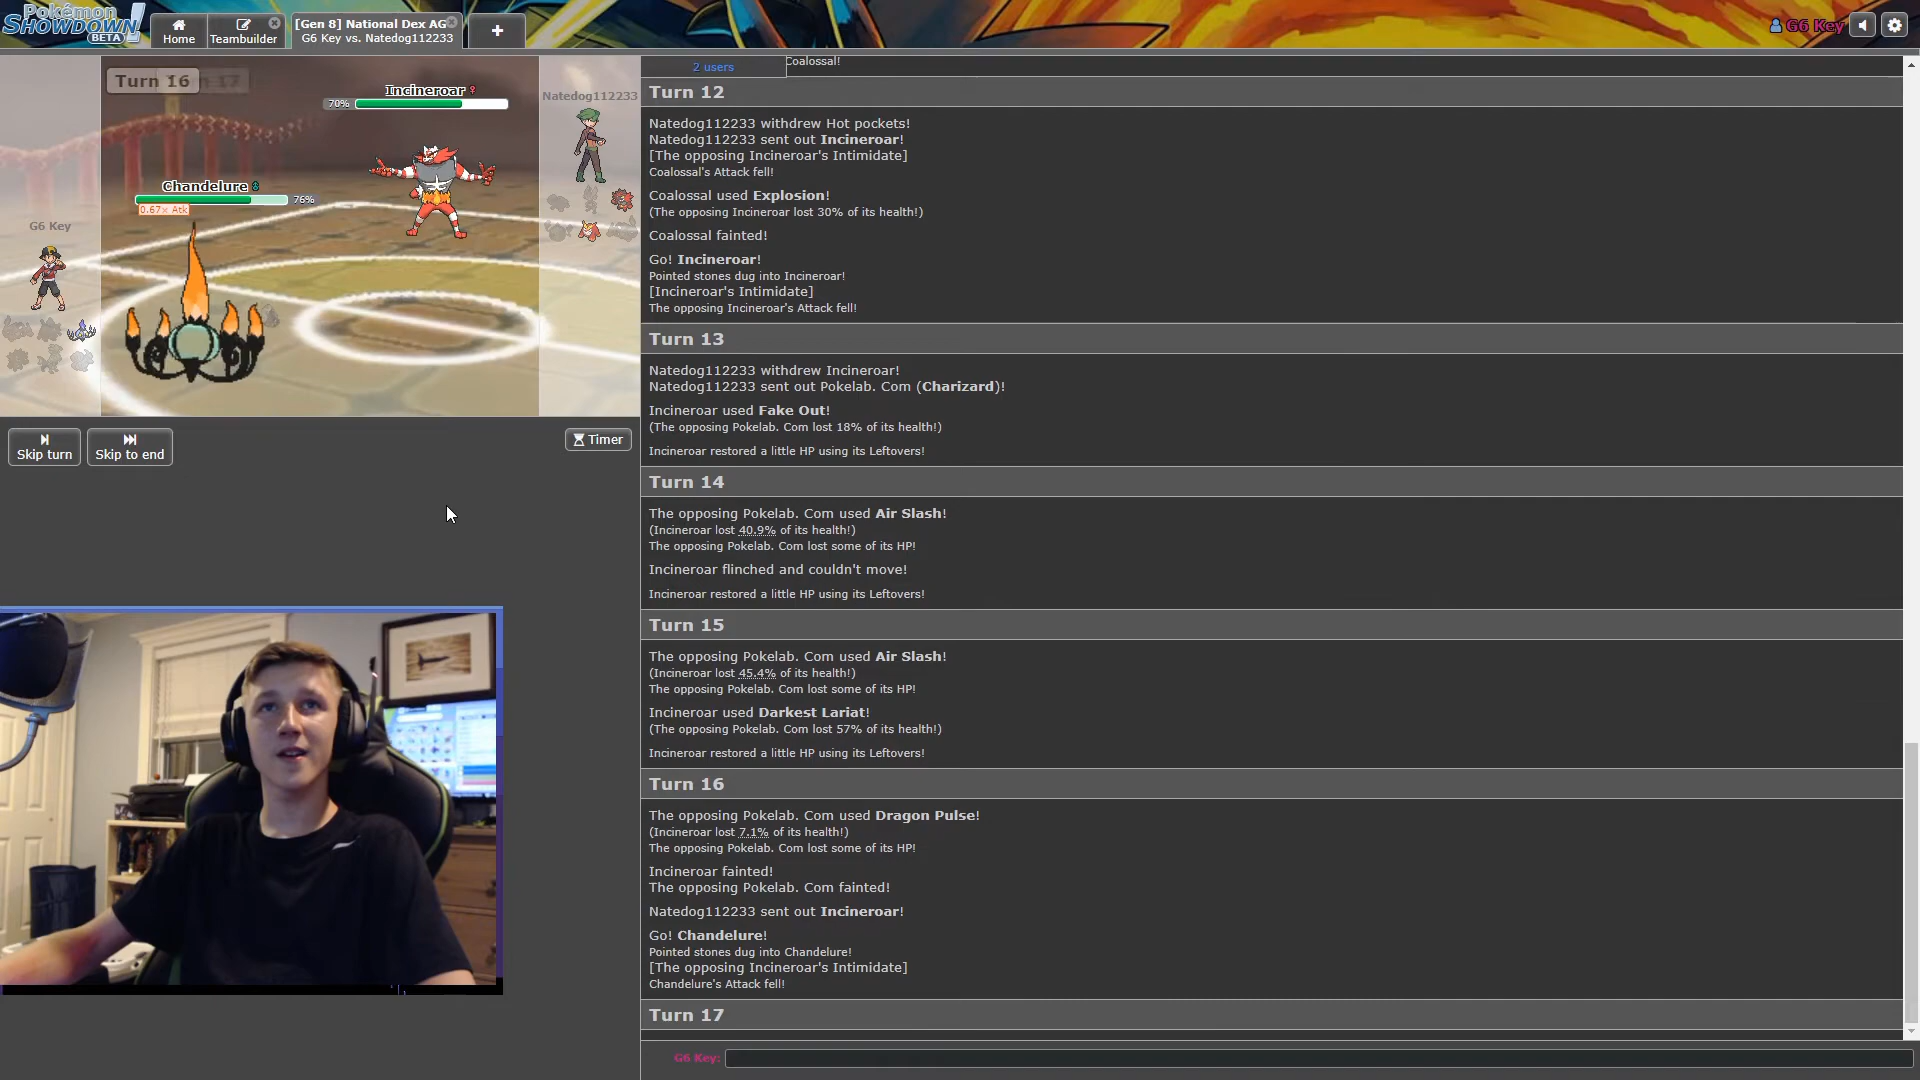 Pokémon
SHOWDOWN!
BETA
Home
Teambuilder
[Gen 8] National Dex AG
G6 Key vs. Natedog112233
+
G6 Key
Turn 16
Incineroar
70%
Natedog112233
Chandelure
76%
0.67× Atk
G6 Key
Skip turn
Skip to end
Timer
2 users
Coalossal!
Turn 12
Natedog112233 withdrew Hot pockets!
Natedog112233 sent out Incineroar!
[The opposing Incineroar's Intimidate]
Coalossal's Attack fell!
Coalossal used Explosion!
(The opposing Incineroar lost 30% of its health!)
Coalossal fainted!
Go! Incineroar!
Pointed stones dug into Incineroar!
[Incineroar's Intimidate]
The opposing Incineroar's Attack fell!
Turn 13
Natedog112233 withdrew Incineroar!
Natedog112233 sent out Pokelab. Com (Charizard)!
Incineroar used Fake Out!
(The opposing Pokelab. Com lost 18% of its health!)
Incineroar restored a little HP using its Leftovers!
Turn 14
The opposing Pokelab. Com used Air Slash!
(Incineroar lost 40.9% of its health!)
The opposing Pokelab. Com lost some of its HP!
Incineroar flinched and couldn't move!
Incineroar restored a little HP using its Leftovers!
Turn 15
The opposing Pokelab. Com used Air Slash!
(Incineroar lost 45.4% of its health!)
The opposing Pokelab. Com lost some of its HP!
Incineroar used Darkest Lariat!
(The opposing Pokelab. Com lost 57% of its health!)
Incineroar restored a little HP using its Leftovers!
Turn 16
The opposing Pokelab. Com used Dragon Pulse!
(Incineroar lost 7.1% of its health!)
The opposing Pokelab. Com lost some of its HP!
Incineroar fainted!
The opposing Pokelab. Com fainted!
Natedog112233 sent out Incineroar!
Go! Chandelure!
Pointed stones dug into Chandelure!
[The opposing Incineroar's Intimidate]
Chandelure's Attack fell!
Turn 17
G6 Key: